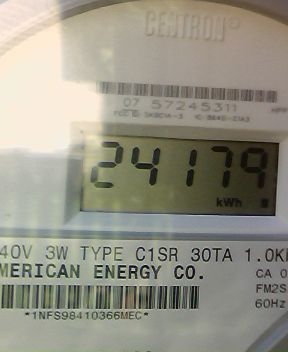 CENTRON®
07 57245311
24179
kWh
40V 3W TYPE C1SR 30TA 1.0K
MERICAN ENERGY CO.
CA 0
FM2S
60Hz
*1NFS98410366MEC*